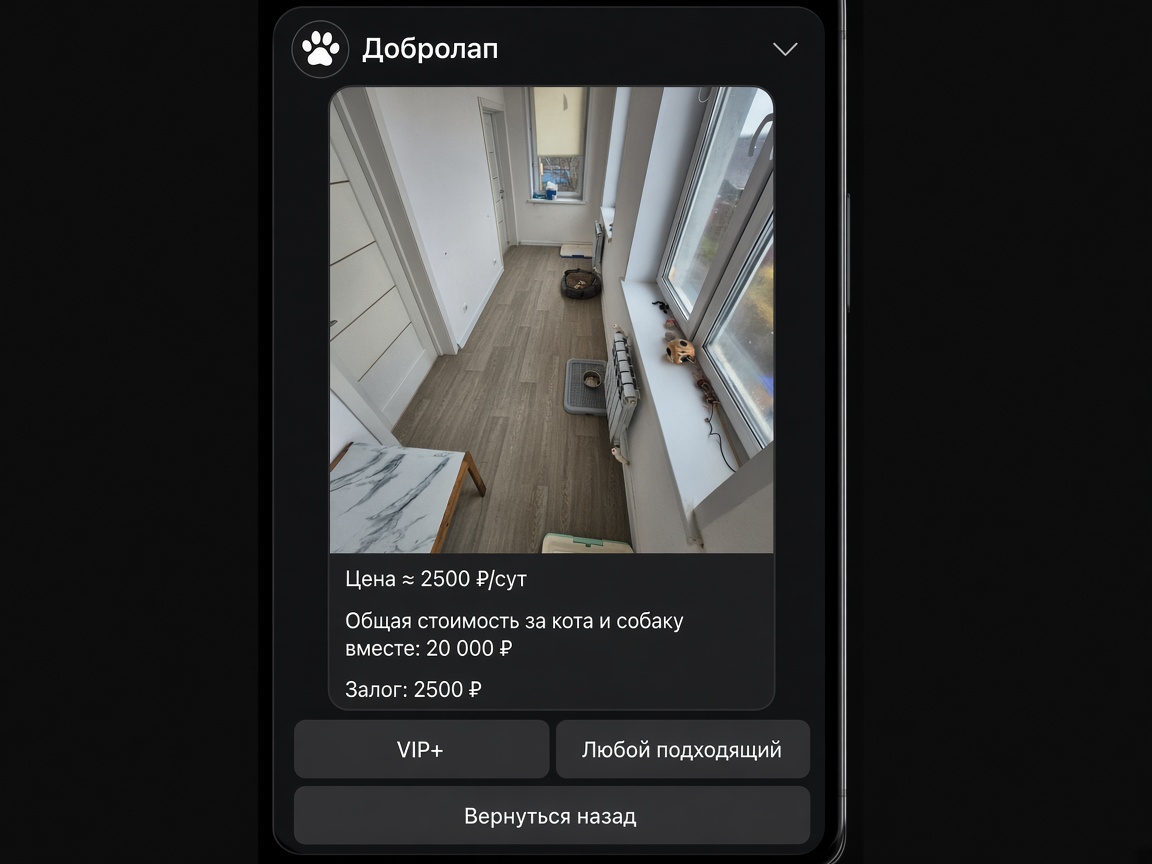 Добролап
Цена ≈ 2500 ₽/сут
Общая стоимость за кота и собаку
вместе: 20 000 ₽
Залог: 2500 ₽
VIP+
Любой подходящий
Вернуться назад